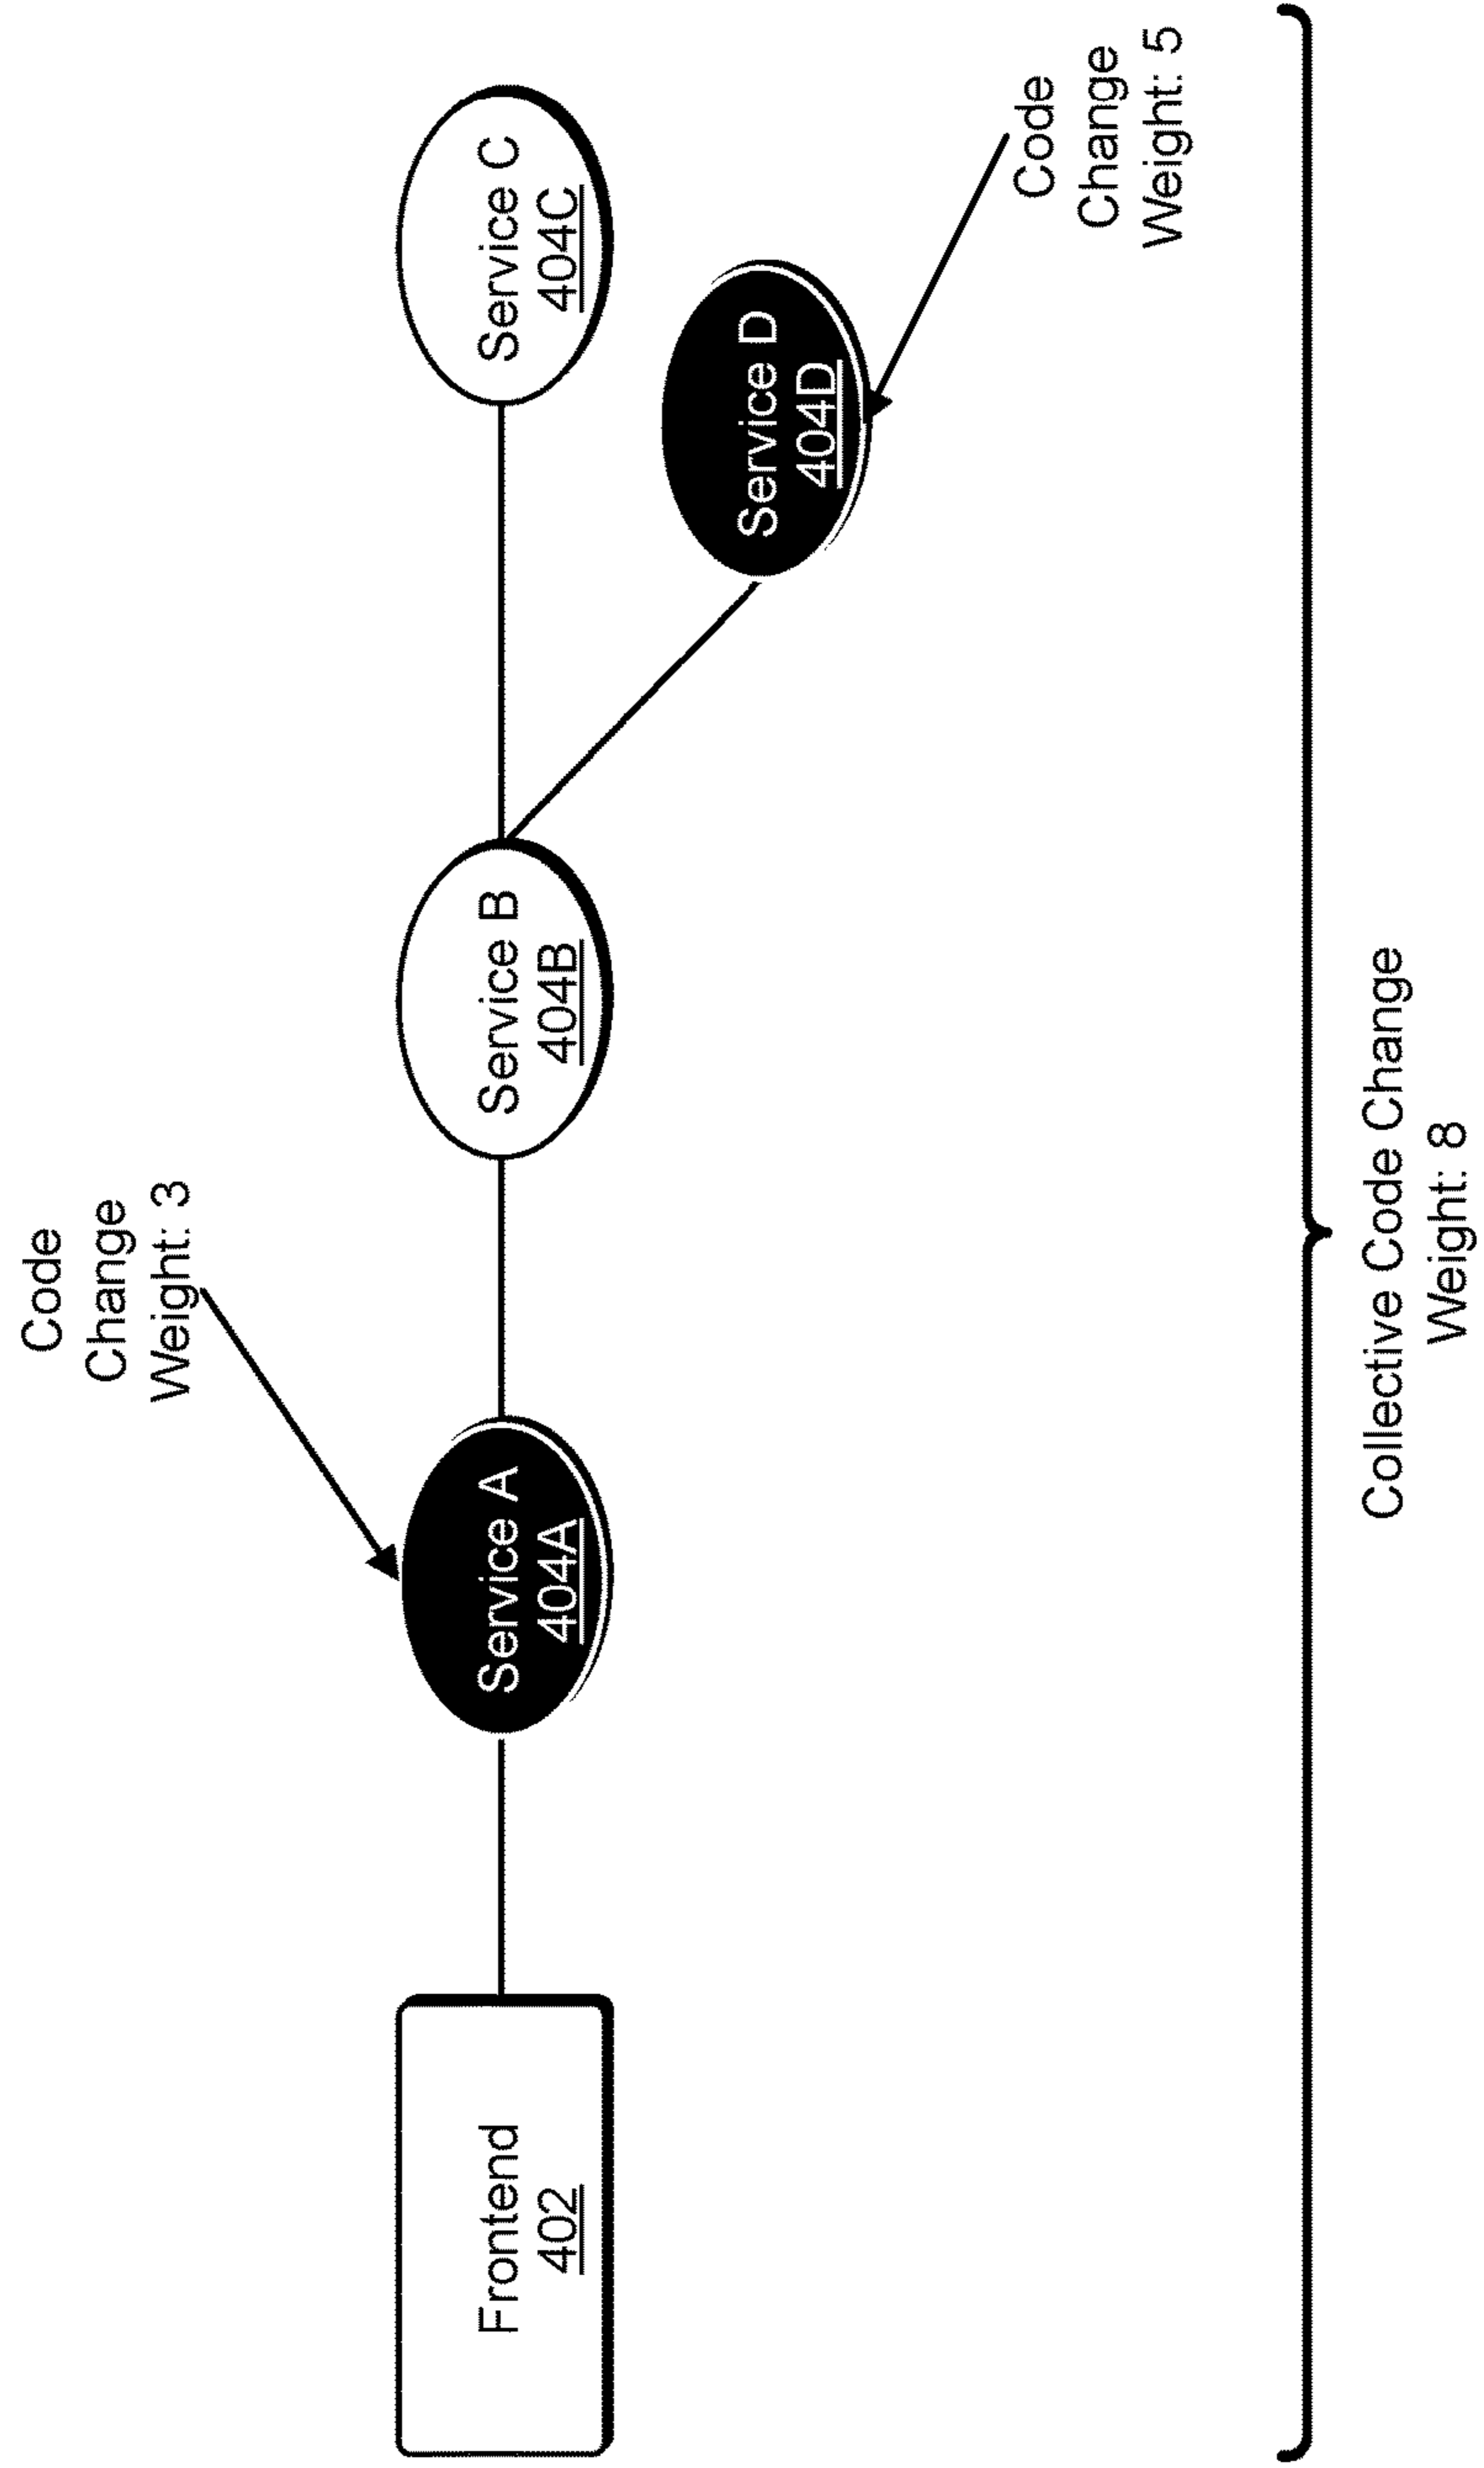 Code
Change
Weight: 3
Frontend
402
Service A
404A
Service B
404B
Service C
404C
Service D
404D
Code
Change
Weight: 5
Collective Code Change
Weight: 8